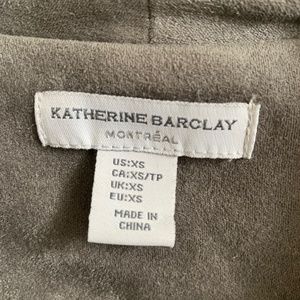 KATHERINE BARCLAY
MONTRÉAL
US:XS
CA:XS/TP
UK:XS
EU:XS
MADE IN
CHINA